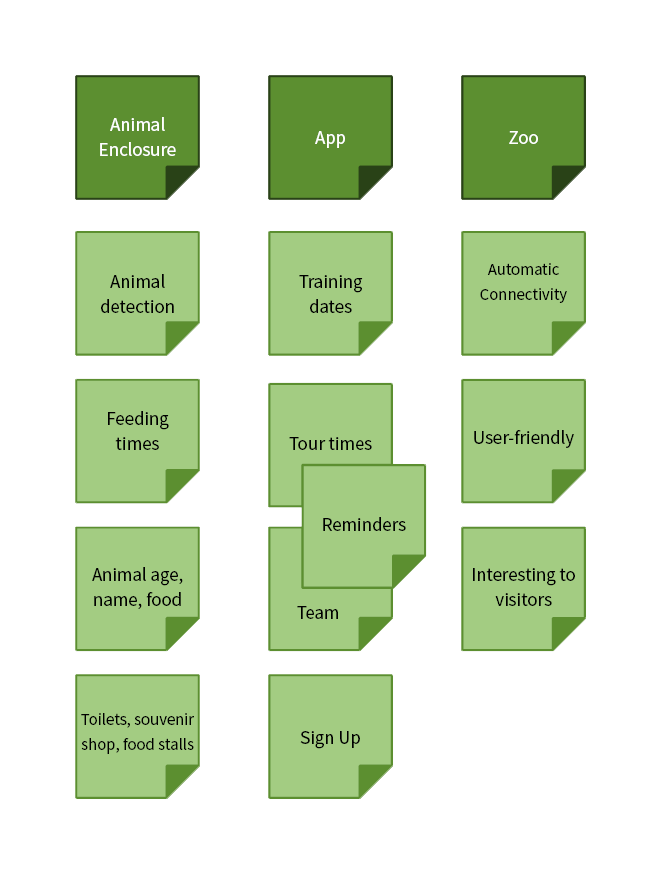 Animal
Enclosure
App
Zoo
Animal
detection
Training
dates
Automatic
Connectivity
Feeding
times
Tour times
User-friendly
Reminders
Animal age,
name, food
Team
Interesting to
visitors
Toilets, souvenir
shop, food stalls
Sign Up